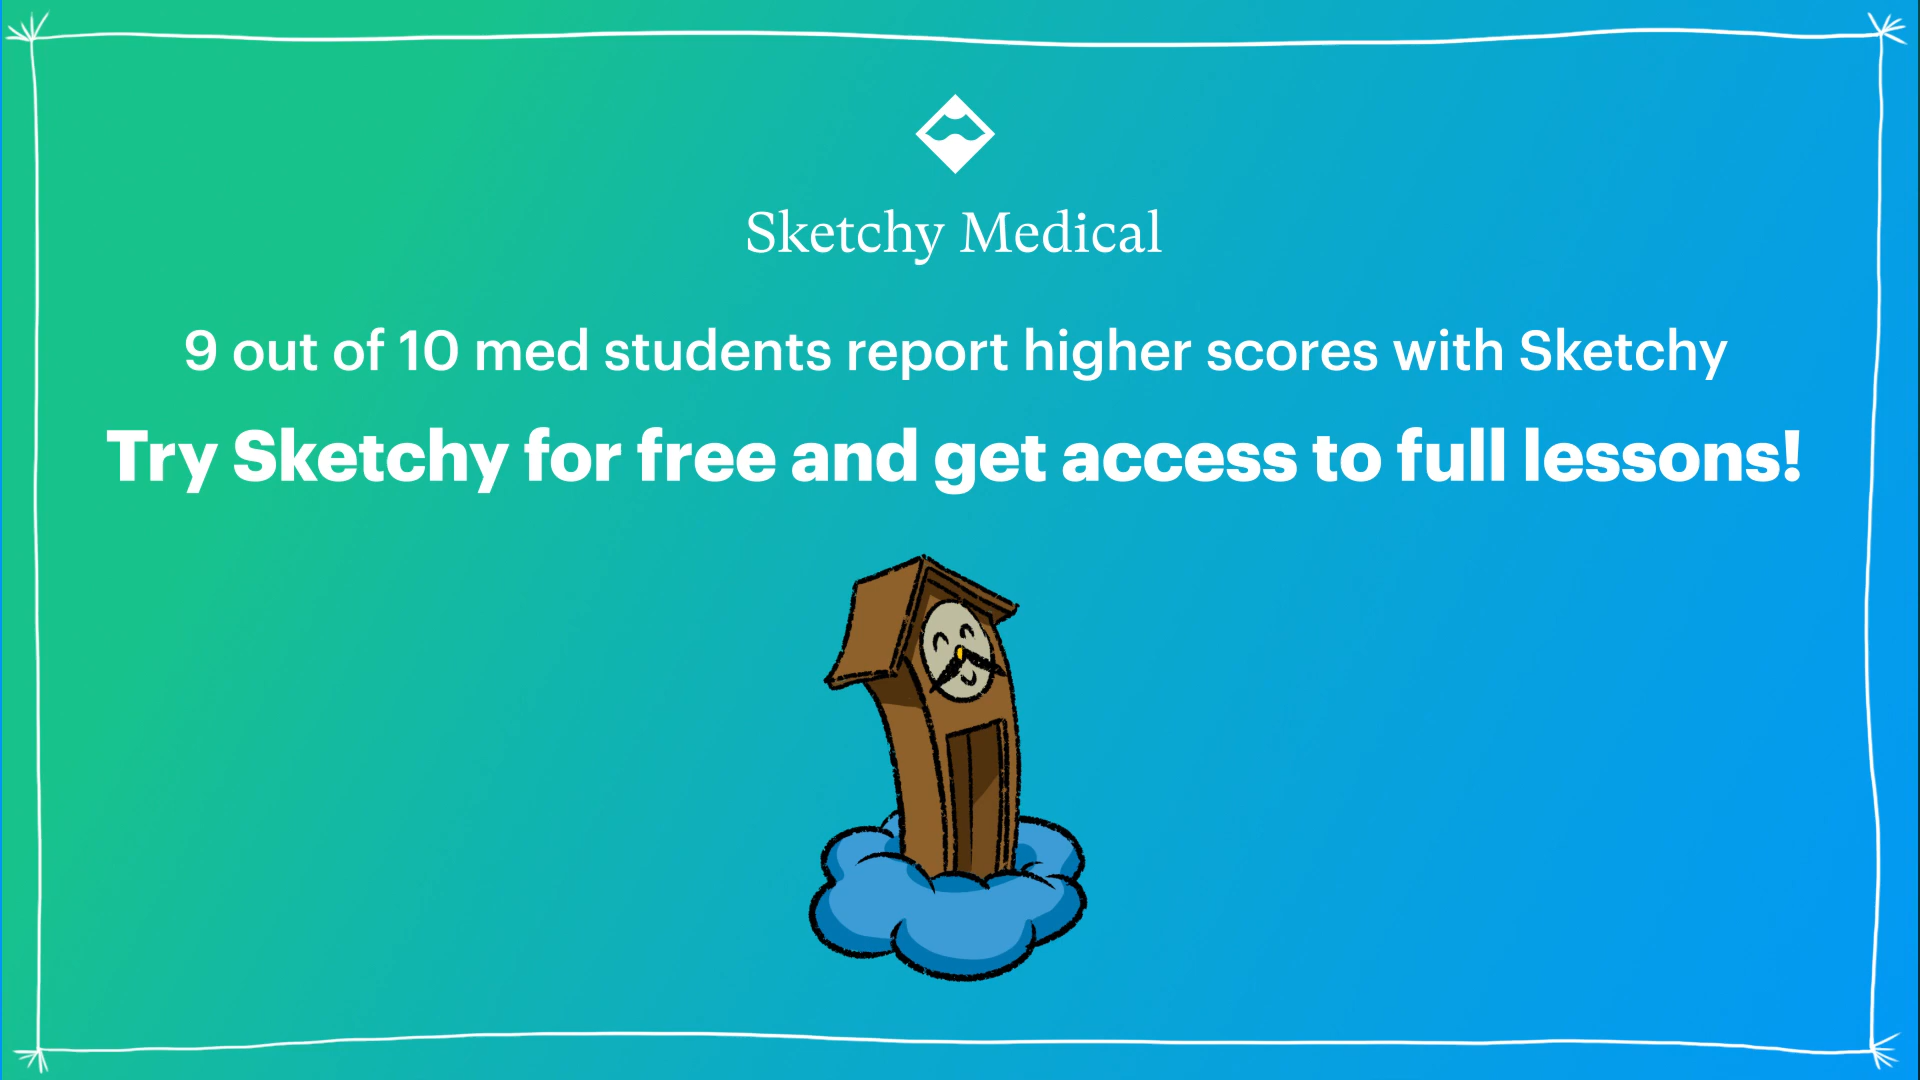 Sketchy Medical
9 out of 10 med students report higher scores with Sketchy
Try Sketchy for free and get access to full lessons!